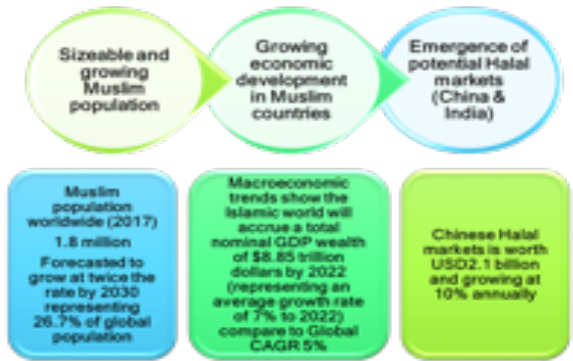 Sizeable and
growing
Muslim
population
Growing
economic
development
in Muslim
countries
Emergence of
potential Halal
markets
(China &
India)
Muslim
population
worldwide (2017)
1.8 million
Forecasted to
grow at twice the
rate by 2030
representing
26.7% of global
population
Macroeconomic
trends show the
Islamic world will
accrue a total
nominal GDP wealth
of $8.85 trillion
dollars by 2022
(representing an
average growth rate
of 7% to 2022)
compare to Global
CAGR 5%
Chinese Halal
markets is worth
USD2.1 billion
and growing at
10% annually